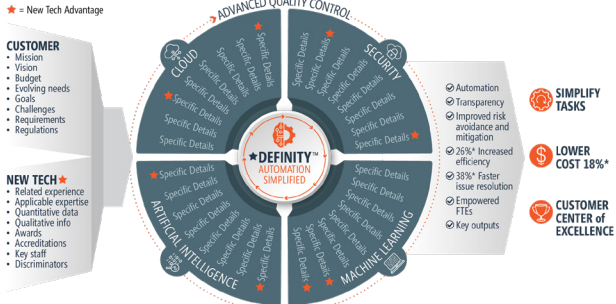 ★ = New Tech Advantage
ADVANCED QUALITY CONTROL
CUSTOMER
• Mission
• Vision
• Budget
• Evolving needs
• Goals
• Challenges
• Requirements
• Regulations
NEW TECH★
• Related experience
• Applicable expertise
• Quantitative data
• Qualitative info
• Awards
• Accreditations
• Key staff
• Discriminators
CLOUD
★Specific Details
Specific Details
Specific Details
Specific Details
Specific Details
Specific Details
★Specific Details
Specific Details
Specific Details
SECURITY
★Specific Details
Specific Details
Specific Details
Specific Details
Specific Details
Specific Details
Specific Details
Specific Details★
★DEFINITY™
AUTOMATION
SIMPLIFIED
ARTIFICIAL INTELLIGENCE
★Specific Details
Specific Details
Specific Details
Specific Details
Specific Details
Specific Details
Specific Details★
MACHINE LEARNING
Specific Details
Specific Details
Specific Details
Specific Details
Specific Details
Specific Details★
Specific Details★
Automation
Transparency
Improved risk
avoidance and
mitigation
26%* Increased
efficiency
38%* Faster
issue resolution
Empowered
FTEs
Key outputs
SIMPLIFY
TASKS
LOWER
COST 18%*
CUSTOMER
CENTER of
EXCELLENCE